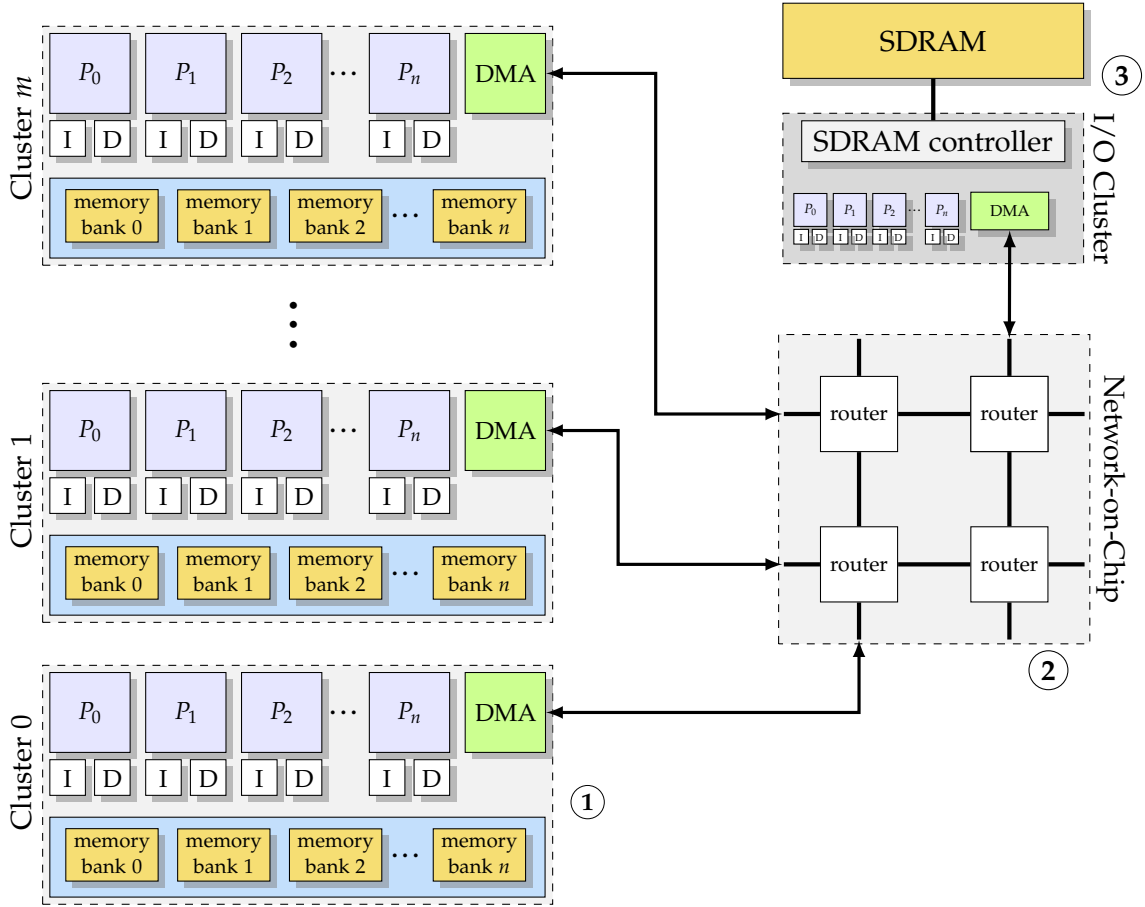 Cluster m
P0 P1 P2 ··· Pn DMA
I D I D I D I D
memory bank 0
memory bank 1
memory bank 2
···
memory bank n
Cluster 1
P0 P1 P2 ··· Pn DMA
I D I D I D I D
memory bank 0
memory bank 1
memory bank 2
···
memory bank n
Cluster 0
P0 P1 P2 ··· Pn DMA
I D I D I D I D
memory bank 0
memory bank 1
memory bank 2
···
memory bank n
1
SDRAM
3
SDRAM controller
P0 P1 P2 ··· Pn DMA
I D I D I D I D
I/O Cluster
router router
router router
Network-on-Chip
2